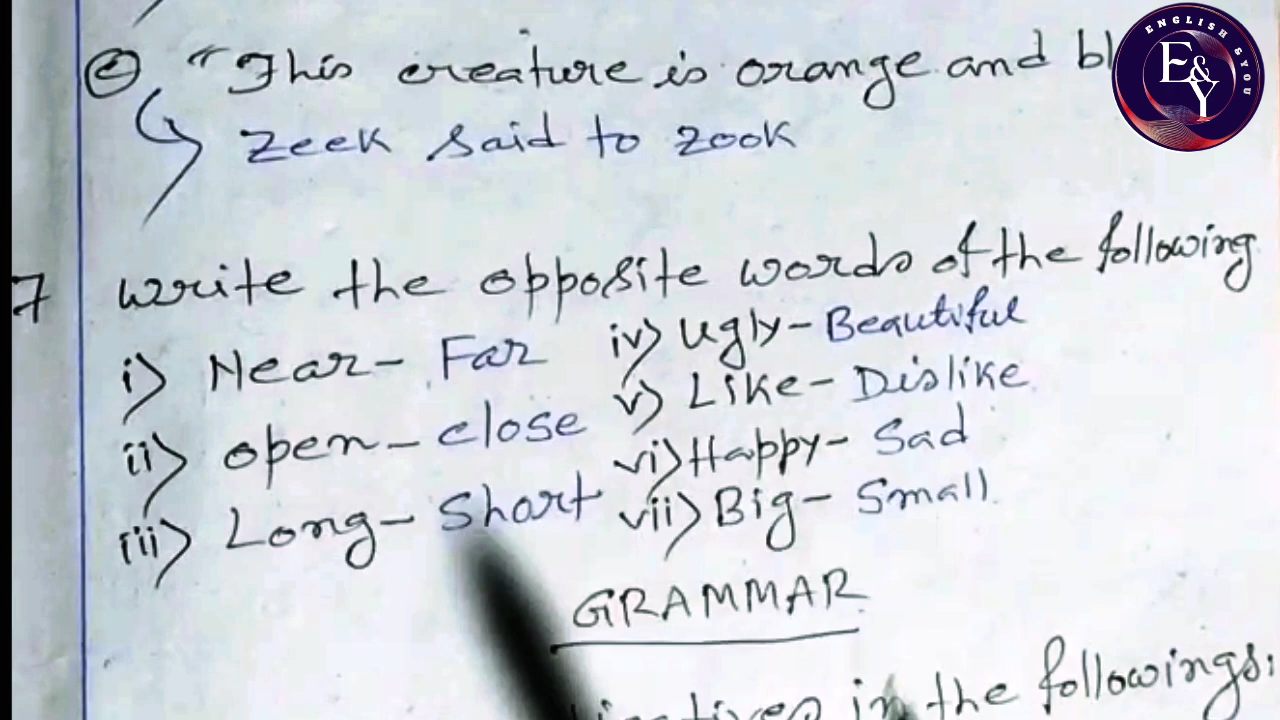 e "This creature is orange and
Zeek said to zook
7 write the opposite words of the following
i) Near - Far iv) Ugly - Beautiful
ii) open - close v) Like - Dislike
iii) Long - Short vi) Happy - Sad
vii) Big - Small
GRAMMAR
in the followings:
ENGLISH & YOU
E&Y